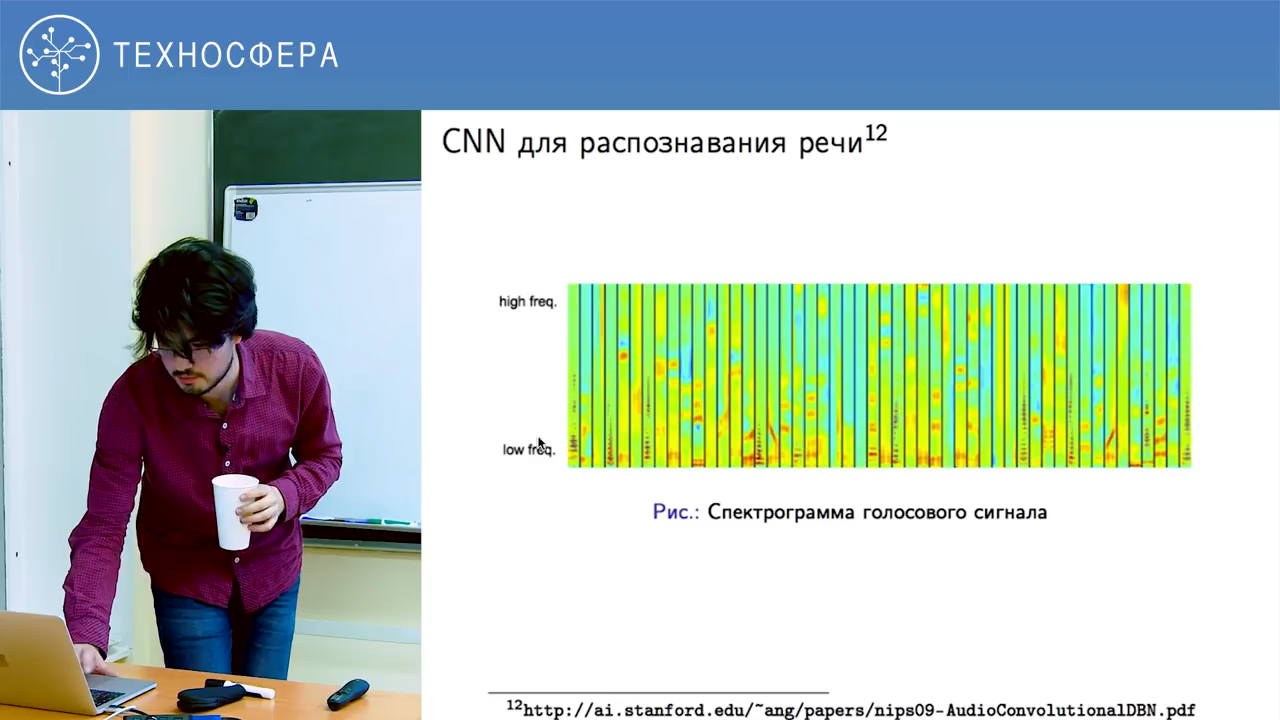 ТЕХНОСФЕРА
CNN для распознавания речи12
high freq.
low freq.
Рис.: Спектрограмма голосового сигнала
12http://ai.stanford.edu/~ang/papers/nips09-AudioConvolutionalDBN.pdf